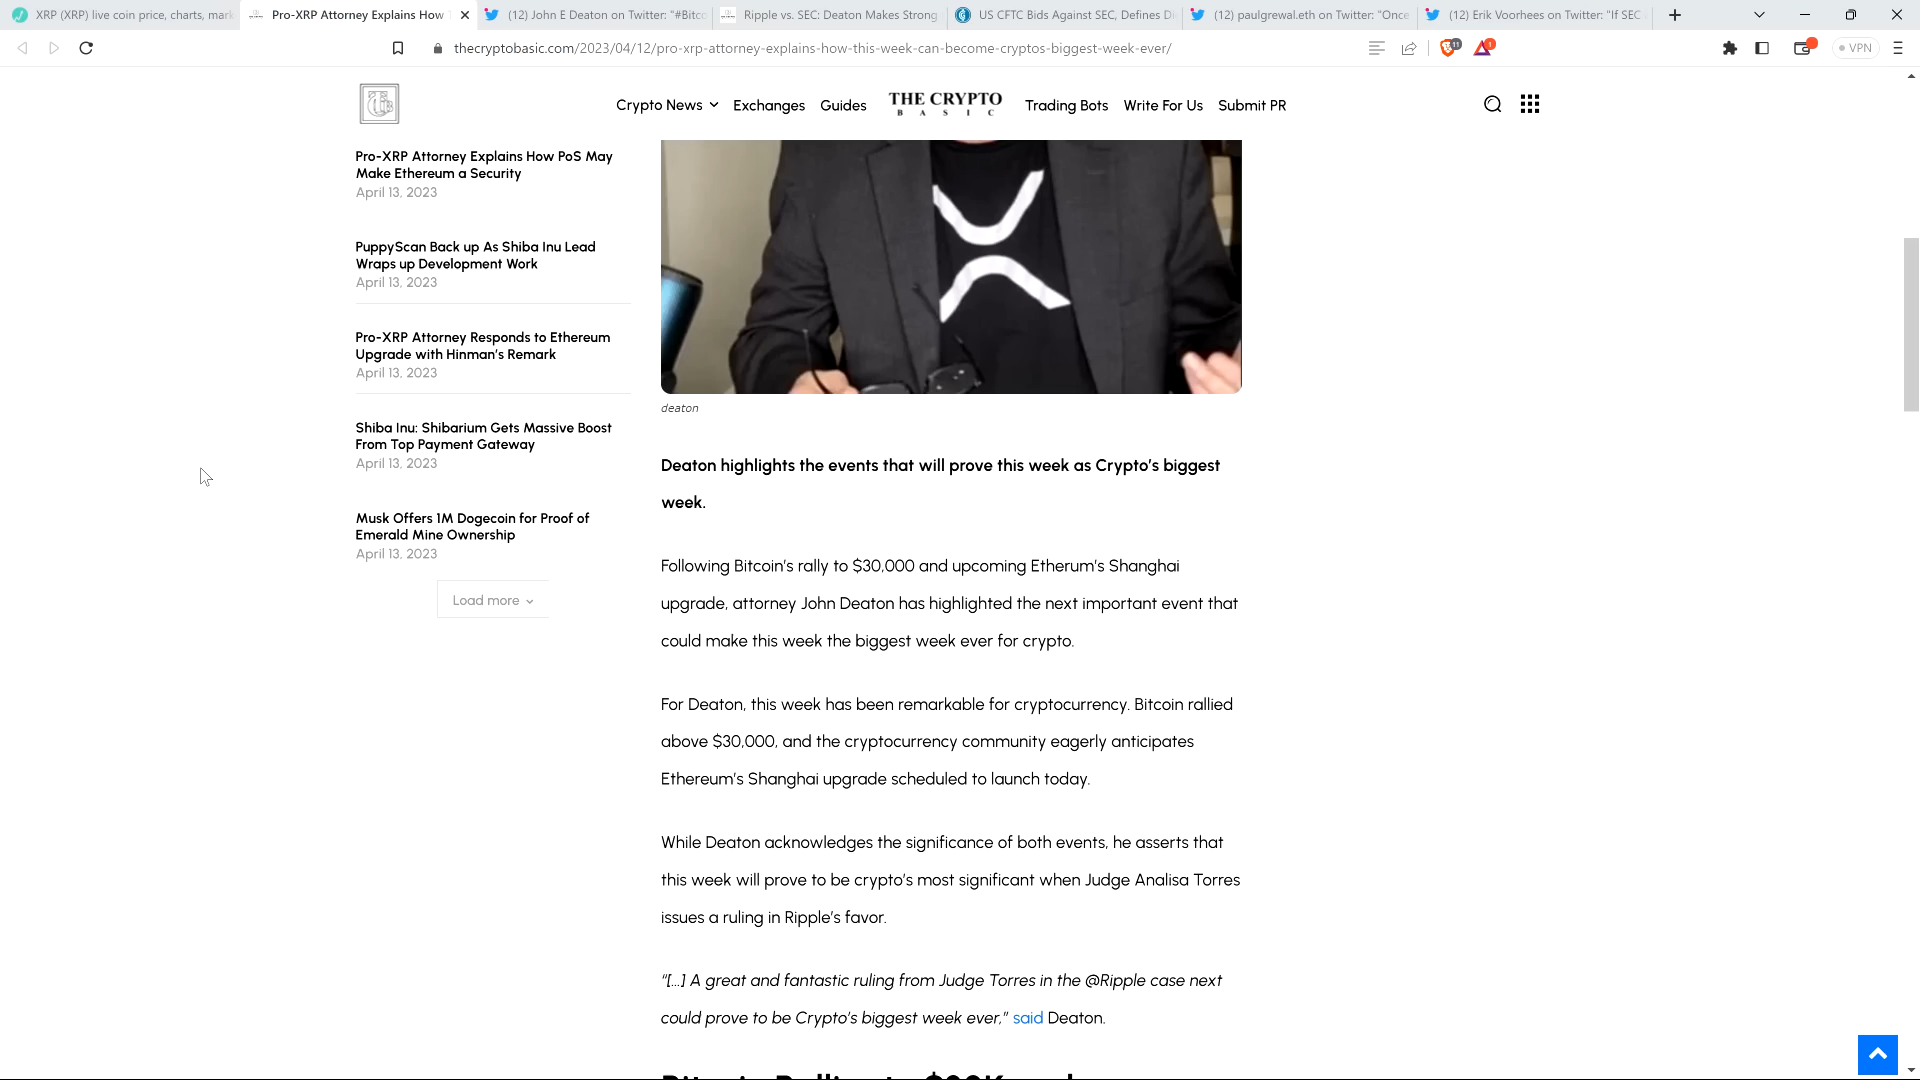 XRP (XRP) live coin price, charts, mark
Pro-XRP Attorney Explains How T
(12) John E Deaton on Twitter: "#Bitco
Ripple vs. SEC: Deaton Makes Strong
US CFTC Bids Against SEC, Defines Di
(12) paulgrewal.eth on Twitter: "Once
(12) Erik Voorhees on Twitter: "If SEC
thecryptobasic.com/2023/04/12/pro-xrp-attorney-explains-how-this-week-can-become-cryptos-biggest-week-ever/
11
1
VPN
Crypto News
Exchanges
Guides
THE CRYPTO
BASIC
Trading Bots
Write For Us
Submit PR
Pro-XRP Attorney Explains How PoS May
Make Ethereum a Security
April 13, 2023
PuppyScan Back up As Shiba Inu Lead
Wraps up Development Work
April 13, 2023
Pro-XRP Attorney Responds to Ethereum
Upgrade with Hinman's Remark
April 13, 2023
Shiba Inu: Shibarium Gets Massive Boost
From Top Payment Gateway
April 13, 2023
Musk Offers 1M Dogecoin for Proof of
Emerald Mine Ownership
April 13, 2023
Load more
deaton
Deaton highlights the events that will prove this week as Crypto's biggest
week.
Following Bitcoin's rally to $30,000 and upcoming Etherum's Shanghai
upgrade, attorney John Deaton has highlighted the next important event that
could make this week the biggest week ever for crypto.
For Deaton, this week has been remarkable for cryptocurrency. Bitcoin rallied
above $30,000, and the cryptocurrency community eagerly anticipates
Ethereum's Shanghai upgrade scheduled to launch today.
While Deaton acknowledges the significance of both events, he asserts that
this week will prove to be crypto's most significant when Judge Analisa Torres
issues a ruling in Ripple's favor.
"[…] A great and fantastic ruling from Judge Torres in the @Ripple case next
could prove to be Crypto's biggest week ever," said Deaton.